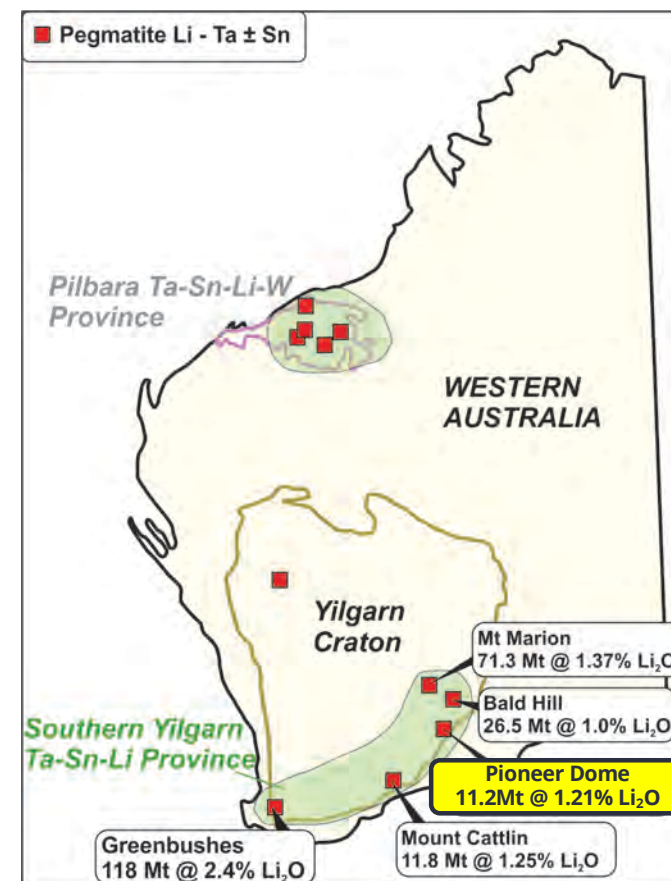 Pegmatite Li - Ta ± Sn
Pilbara Ta-Sn-Li-W
Province
WESTERN
AUSTRALIA
Yilgarn
Craton
Mt Marion
71.3 Mt @ 1.37% Li₂O
Bald Hill
26.5 Mt @ 1.0% Li₂O
Southern Yilgarn
Ta-Sn-Li Province
Pioneer Dome
11.2Mt @ 1.21% Li₂O
Greenbushes
118 Mt @ 2.4% Li₂O
Mount Cattlin
11.8 Mt @ 1.25% Li₂O